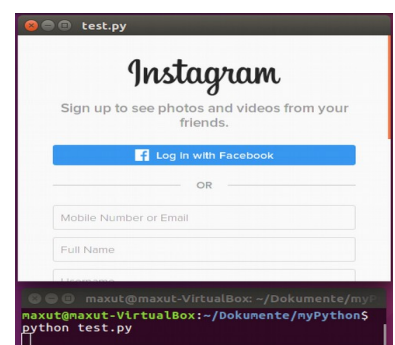 test.py
Instagram
Sign up to see photos and videos from your
friends.
Log in with Facebook
OR
Mobile Number or Email
Full Name
Username
maxut@maxut-VirtualBox: ~/Dokumente/myP
maxut@maxut-VirtualBox:~/Dokumente/myPython$
python test.py